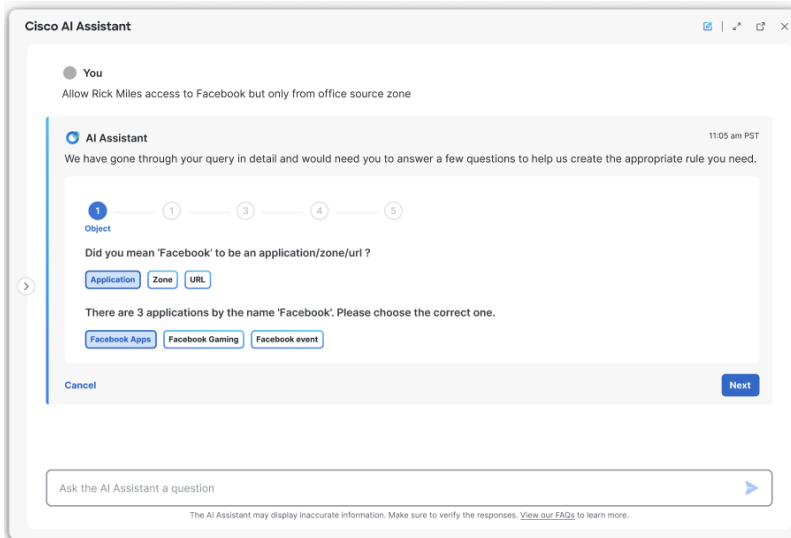 Cisco AI Assistant
You
Allow Rick Miles access to Facebook but only from office source zone
AI Assistant
11:05 am PST
We have gone through your query in detail and would need you to answer a few questions to help us create the appropriate rule you need.
1 1 3 4 5
Object
Did you mean ‘Facebook’ to be an application/zone/url ?
Application Zone URL
There are 3 applications by the name 'Facebook'. Please choose the correct one.
Facebook Apps Facebook Gaming Facebook event
Cancel Next
Ask the AI Assistant a question
The AI Assistant may display inaccurate information. Make sure to verify the responses. View our FAQs to learn more.